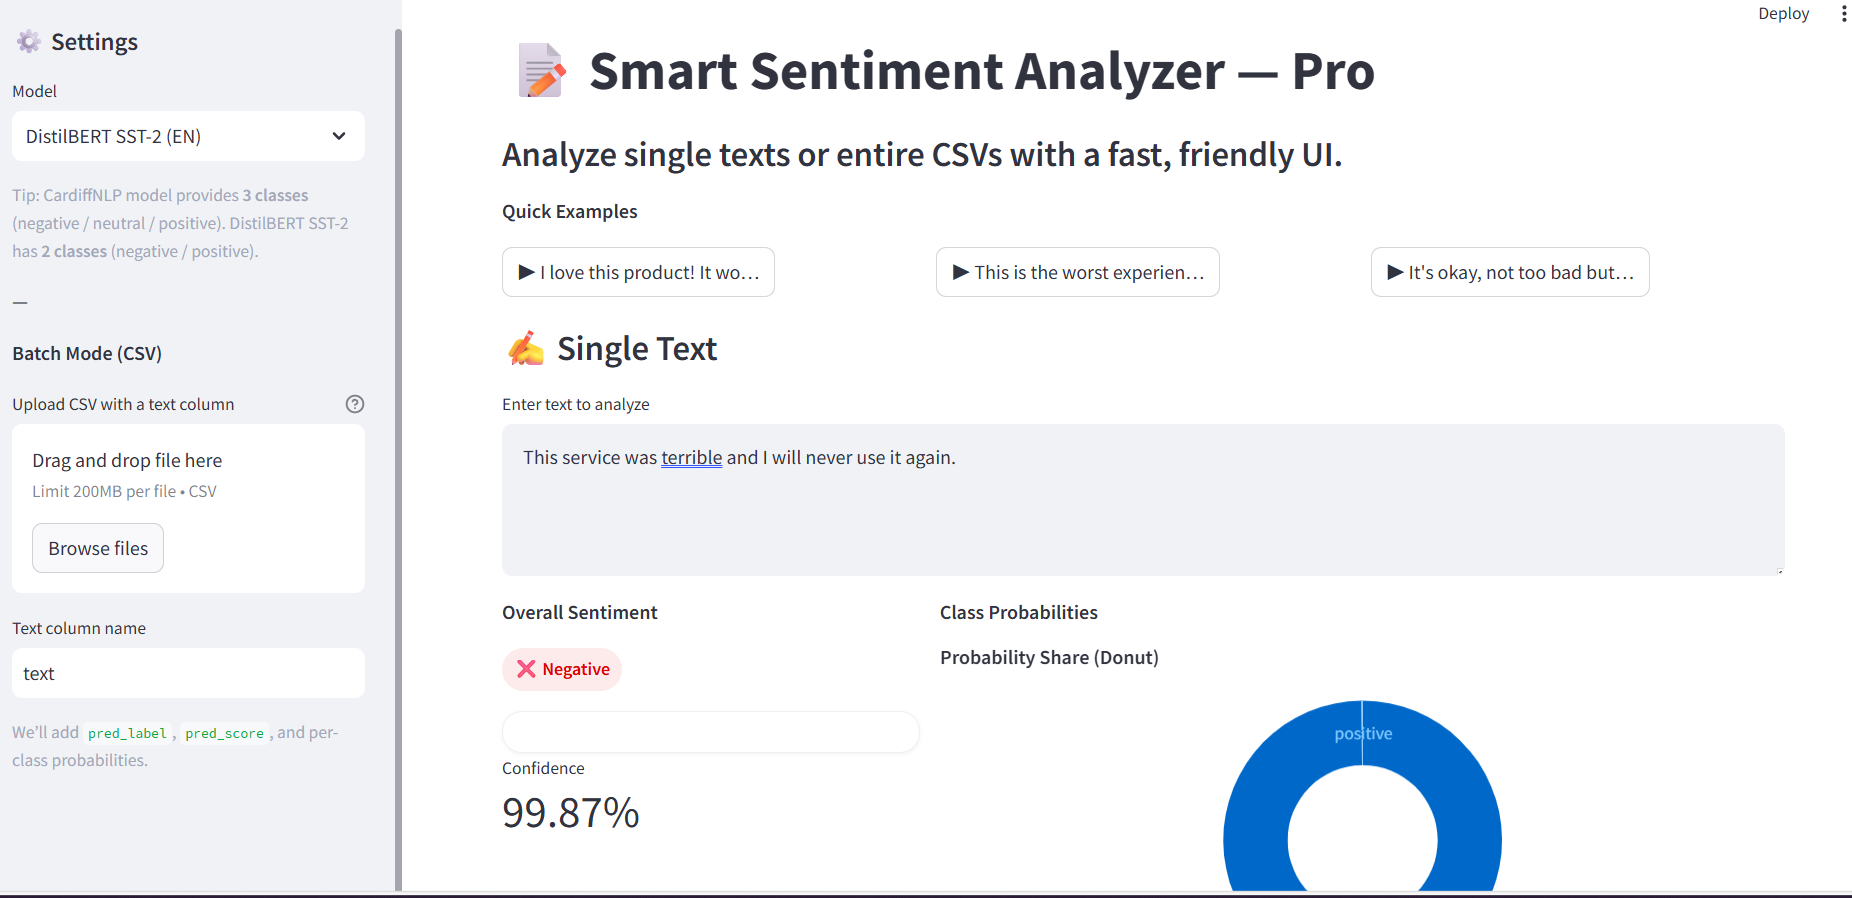 Deploy
Settings
Model
DistilBERT SST-2 (EN)
Tip: CardiffNLP model provides 3 classes
(negative / neutral / positive). DistilBERT SST-2
has 2 classes (negative / positive).
—
Batch Mode (CSV)
Upload CSV with a text column
Drag and drop file here
Limit 200MB per file • CSV
Browse files
Text column name
text
We’ll add pred_label, pred_score, and per-
class probabilities.
Smart Sentiment Analyzer — Pro
Analyze single texts or entire CSVs with a fast, friendly UI.
Quick Examples
▶ I love this product! It wo…
▶ This is the worst experien…
▶ It's okay, not too bad but…
Single Text
Enter text to analyze
This service was terrible and I will never use it again.
Overall Sentiment
❌ Negative
Confidence
99.87%
Class Probabilities
Probability Share (Donut)
positive